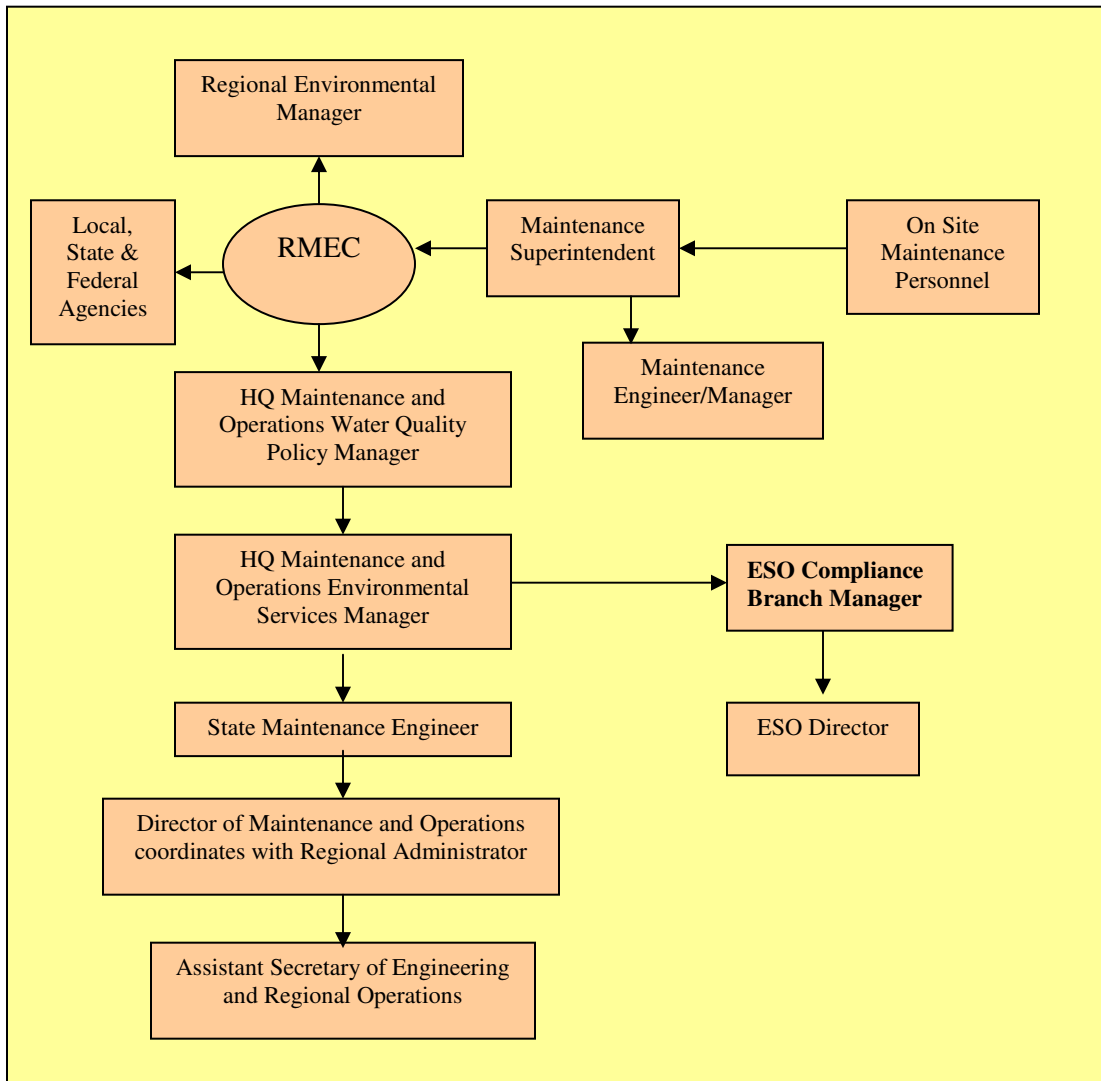 Regional Environmental
Manager
Local,
State &
Federal
Agencies
RMEC
Maintenance
Superintendent
On Site
Maintenance
Personnel
Maintenance
Engineer/Manager
HQ Maintenance and
Operations Water Quality
Policy Manager
HQ Maintenance and
Operations Environmental
Services Manager
ESO Compliance
Branch Manager
State Maintenance Engineer
ESO Director
Director of Maintenance and Operations
coordinates with Regional Administrator
Assistant Secretary of Engineering
and Regional Operations